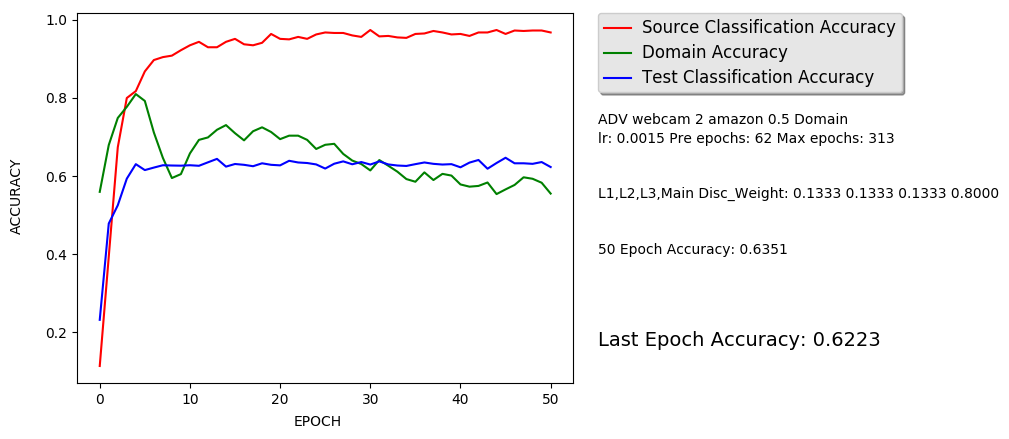 1.0
0.8
0.6
0.4
0.2
0 10 20 30 40 50
ACCURACY
EPOCH
Source Classification Accuracy
Domain Accuracy
Test Classification Accuracy
ADV webcam 2 amazon 0.5 Domain
lr: 0.0015 Pre epochs: 62 Max epochs: 313
L1,L2,L3,Main Disc_Weight: 0.1333 0.1333 0.1333 0.8000
50 Epoch Accuracy: 0.6351
Last Epoch Accuracy: 0.6223